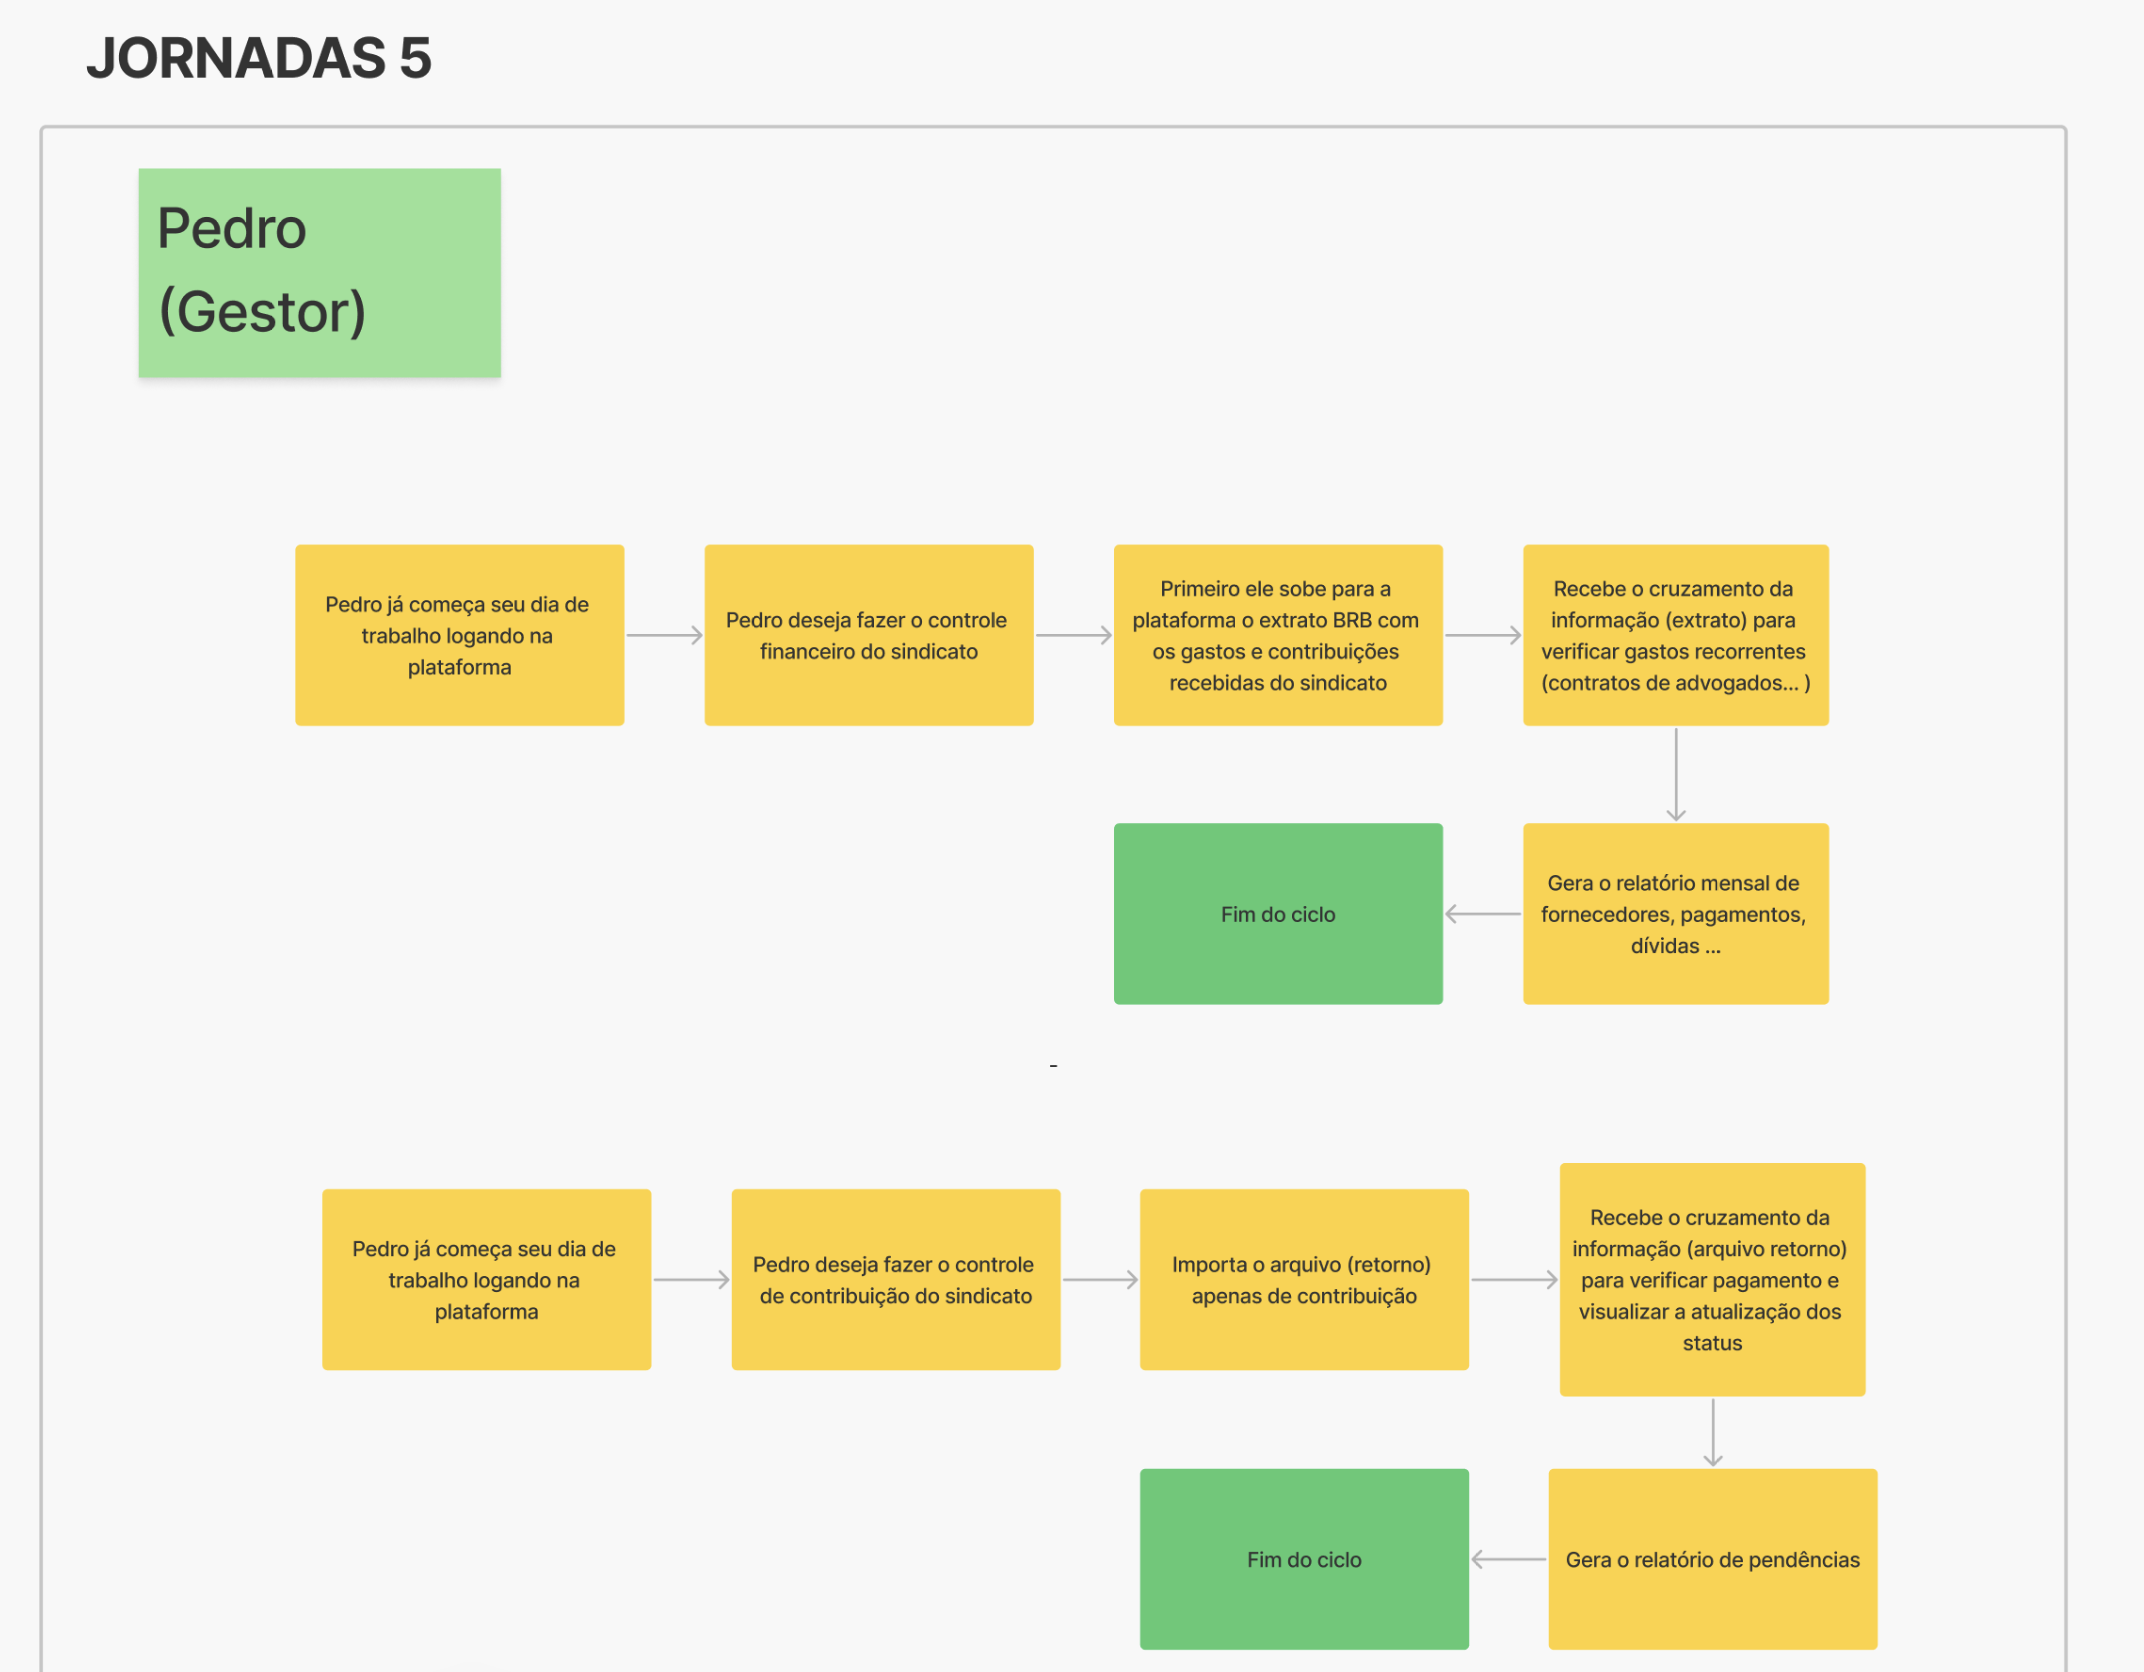 JORNADAS 5
Pedro
(Gestor)
Pedro já começa seu dia de
trabalho logando na
plataforma
Pedro deseja fazer o controle
financeiro do sindicato
Primeiro ele sobe para a
plataforma o extrato BRB com
os gastos e contribuições
recebidas do sindicato
Recebe o cruzamento da
informação (extrato) para
verificar gastos recorrentes
(contratos de advogados... )
Gera o relatório mensal de
fornecedores, pagamentos,
dívidas ...
Fim do ciclo
-
Pedro já começa seu dia de
trabalho logando na
plataforma
Pedro deseja fazer o controle
de contribuição do sindicato
Importa o arquivo (retorno)
apenas de contribuição
Recebe o cruzamento da
informação (arquivo retorno)
para verificar pagamento e
visualizar a atualização dos
status
Gera o relatório de pendências
Fim do ciclo